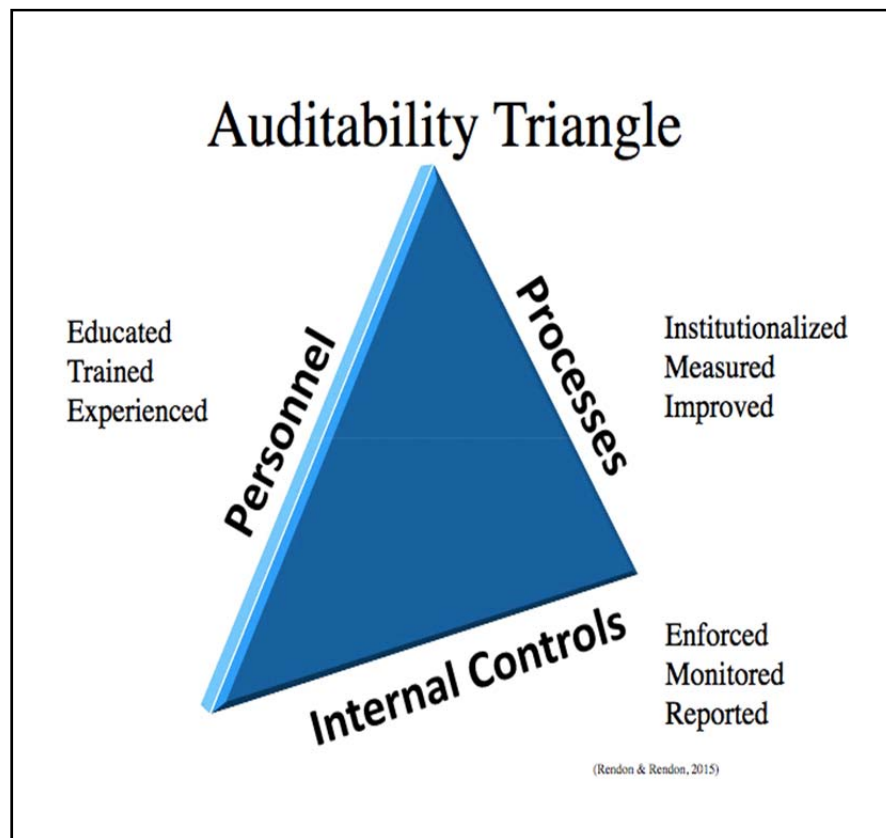 Auditability Triangle
Educated
Trained
Experienced
Personnel
Processes
Institutionalized
Measured
Improved
Internal Controls
Enforced
Monitored
Reported
(Rendon & Rendon, 2015)